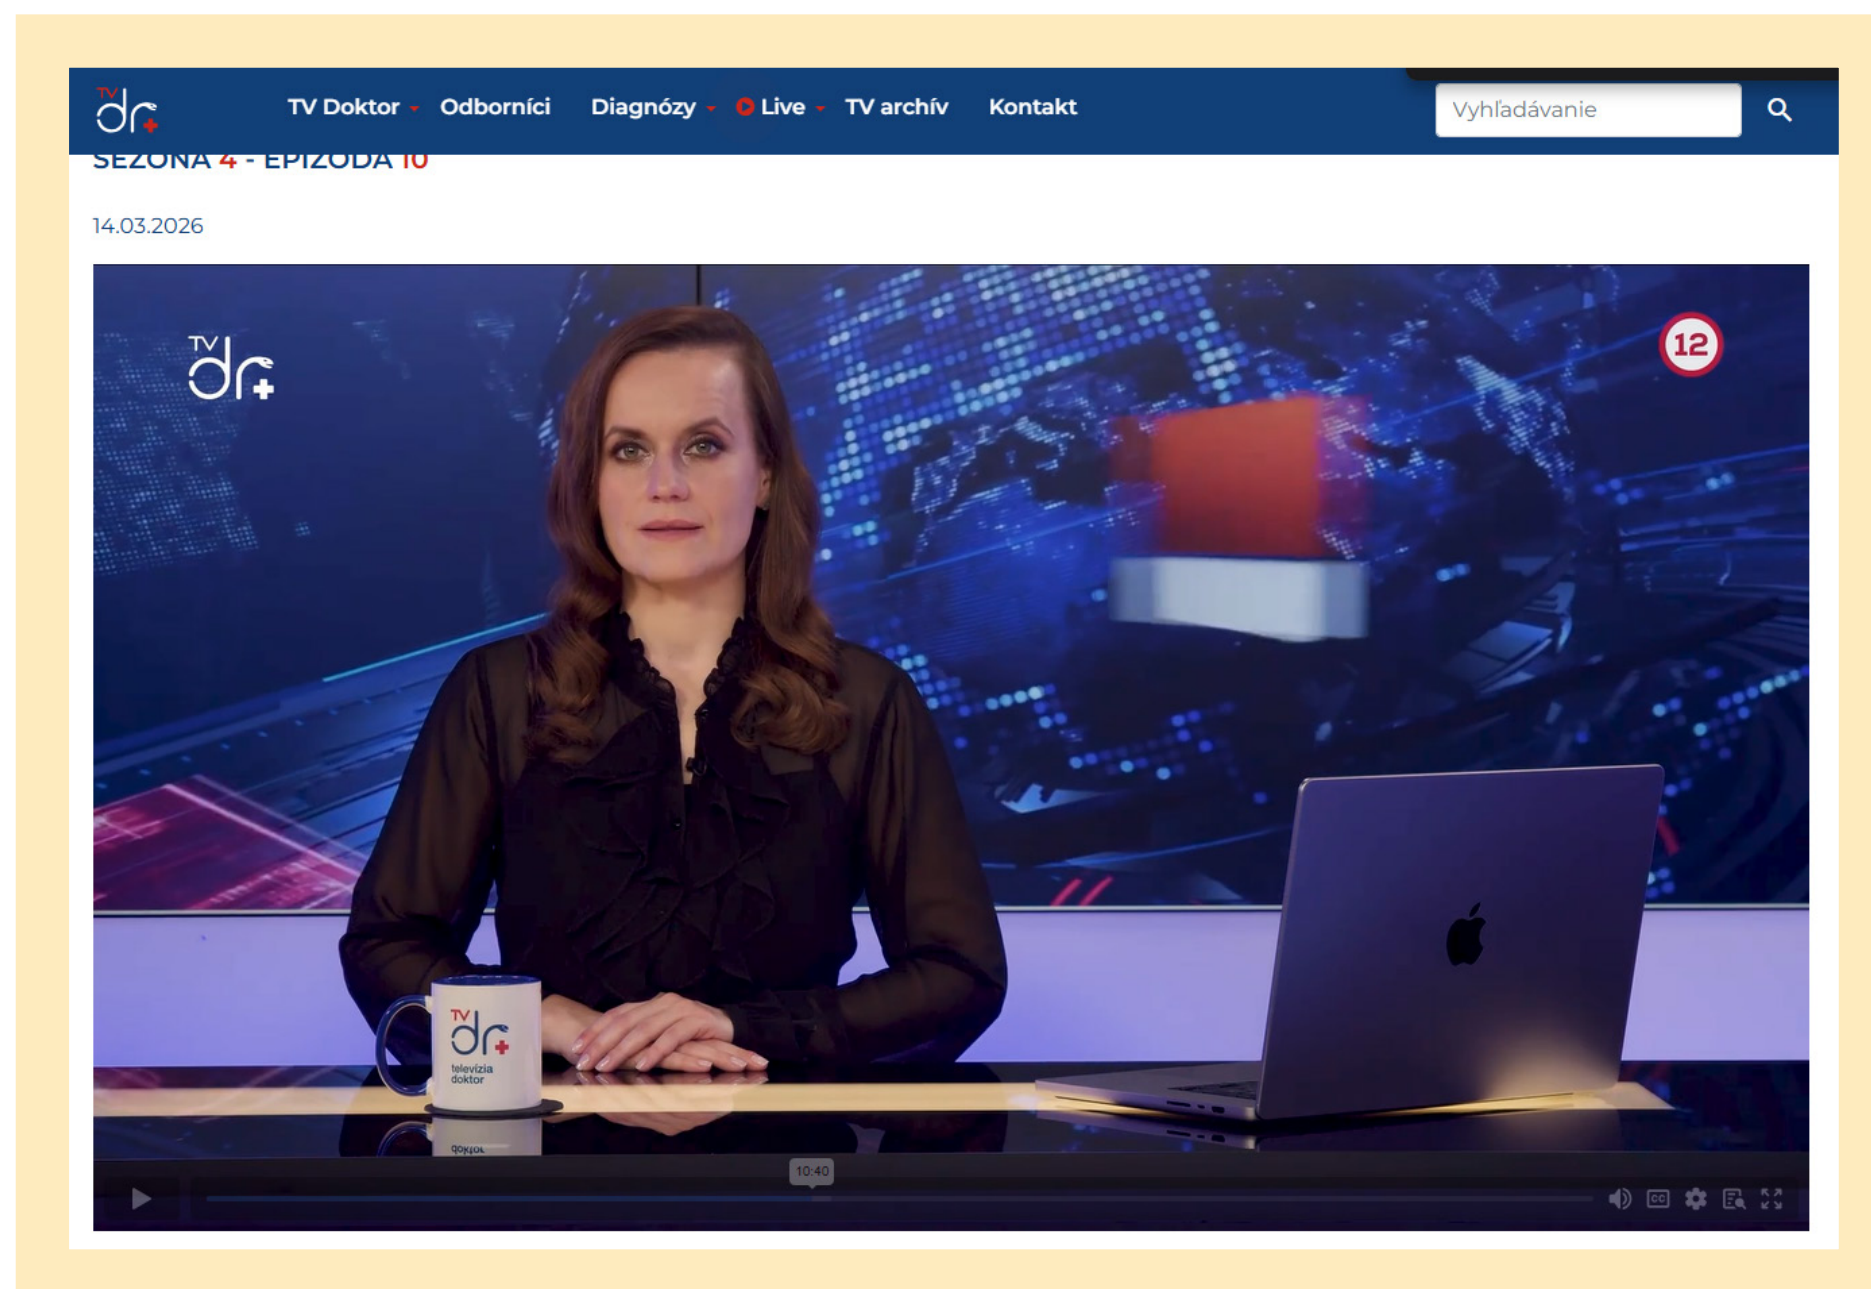 TV dr+
TV Doktor
Odborníci
Diagnózy
Live
TV archív
Kontakt
Vyhľadávanie
SEZÓNA 4 - EPIZÓDA 10
14.03.2026
TV dr+
12
TV dr+
televízia
doktor
10:40
CC